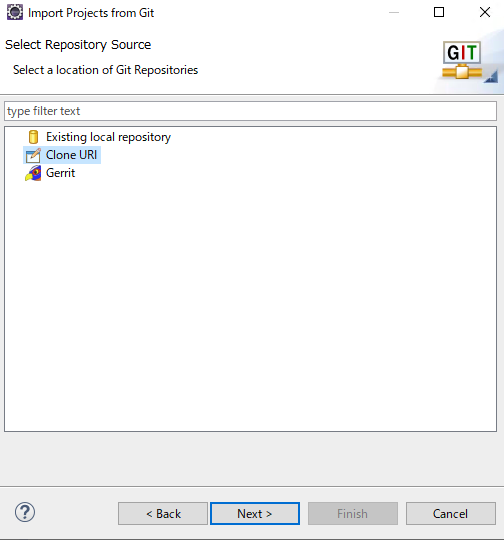 Import Projects from Git
Select Repository Source
Select a location of Git Repositories
GIT
type filter text
Existing local repository
Clone URI
Gerrit
?
< Back
Next >
Finish
Cancel